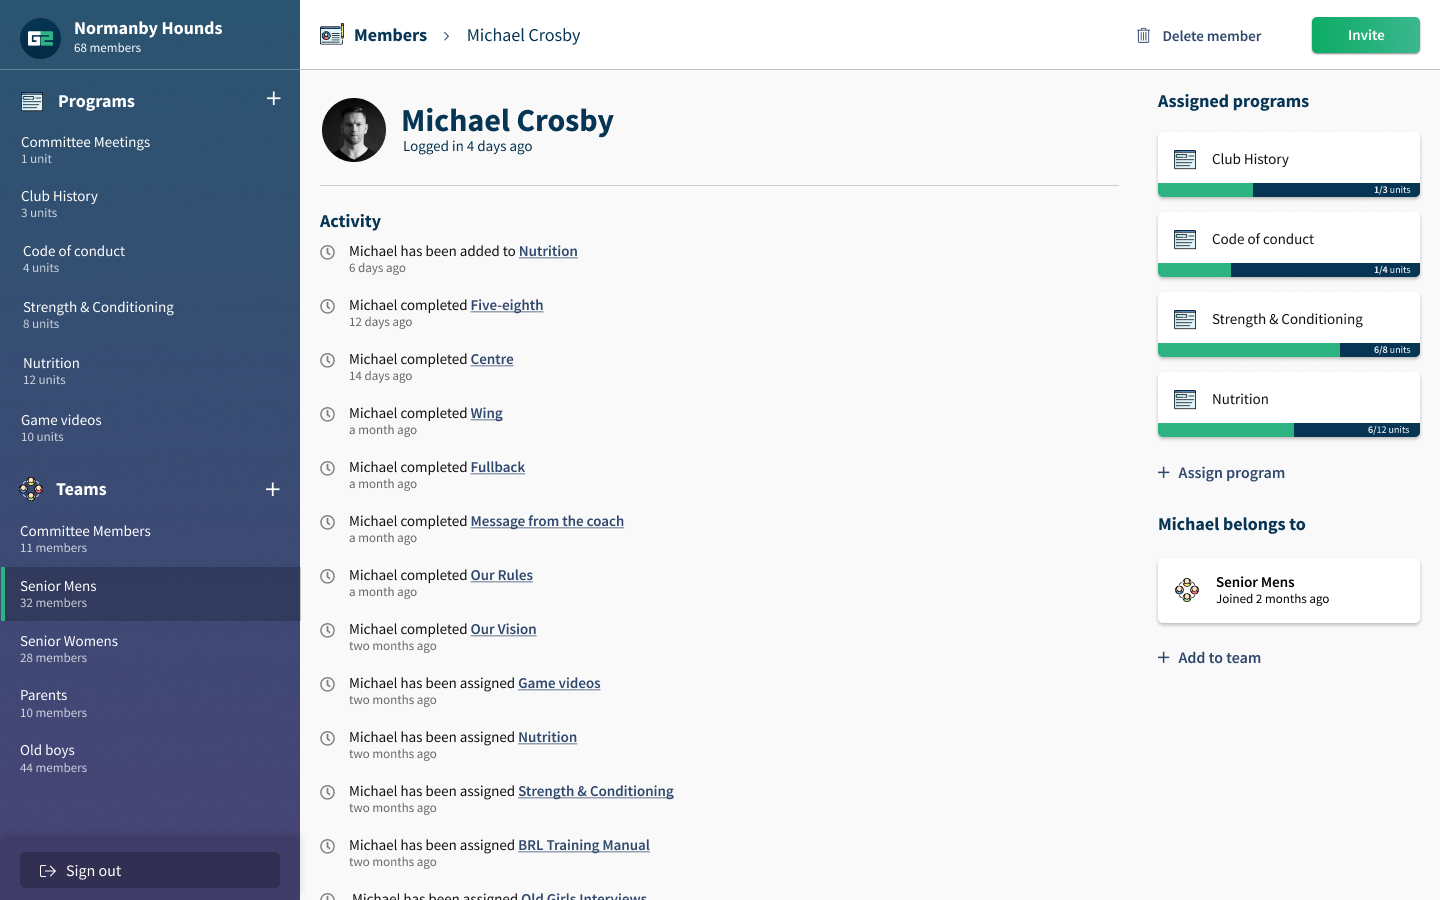 G2
Normanby Hounds
68 members
Programs
Committee Meetings
1 unit
Club History
3 units
Code of conduct
4 units
Strength & Conditioning
8 units
Nutrition
12 units
Game videos
10 units
Teams
Committee Members
11 members
Senior Mens
32 members
Senior Womens
28 members
Parents
10 members
Old boys
44 members
Sign out
Members > Michael Crosby
Delete member
Invite
Michael Crosby
Logged in 4 days ago
Activity
Michael has been added to Nutrition
6 days ago
Michael completed Five-eighth
12 days ago
Michael completed Centre
14 days ago
Michael completed Wing
a month ago
Michael completed Fullback
a month ago
Michael completed Message from the coach
a month ago
Michael completed Our Rules
a month ago
Michael completed Our Vision
two months ago
Michael has been assigned Game videos
two months ago
Michael has been assigned Nutrition
two months ago
Michael has been assigned Strength & Conditioning
two months ago
Michael has been assigned BRL Training Manual
two months ago
Michael has been assigned Old Girls Interviews
Assigned programs
Club History
1/3 units
Code of conduct
1/4 units
Strength & Conditioning
6/8 units
Nutrition
6/12 units
+ Assign program
Michael belongs to
Senior Mens
Joined 2 months ago
+ Add to team